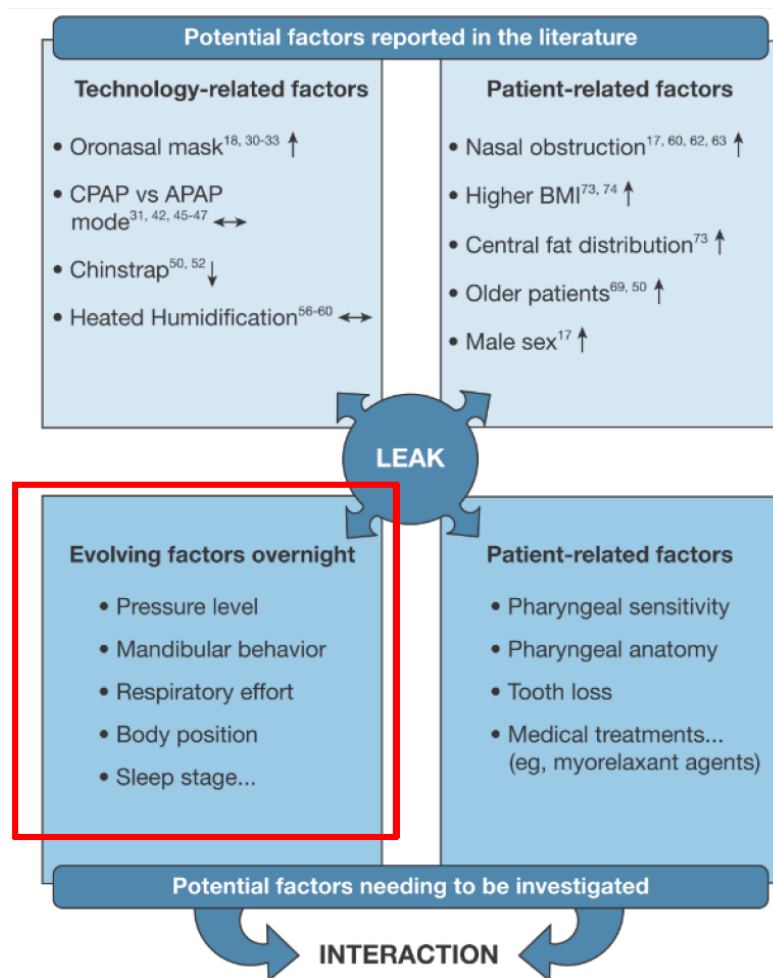 Potential factors reported in the literature
Technology-related factors
• Oronasal mask18, 30-33 ↑
• CPAP vs APAP
mode31, 42, 45-47 ↔
• Chinstrap50, 52 ↓
• Heated Humidification56-60 ↔
Patient-related factors
• Nasal obstruction17, 60, 62, 63 ↑
• Higher BMI73, 74 ↑
• Central fat distribution73 ↑
• Older patients69, 50 ↑
• Male sex17 ↑
LEAK
Evolving factors overnight
• Pressure level
• Mandibular behavior
• Respiratory effort
• Body position
• Sleep stage...
Patient-related factors
• Pharyngeal sensitivity
• Pharyngeal anatomy
• Tooth loss
• Medical treatments...
(eg, myorelaxant agents)
Potential factors needing to be investigated
INTERACTION